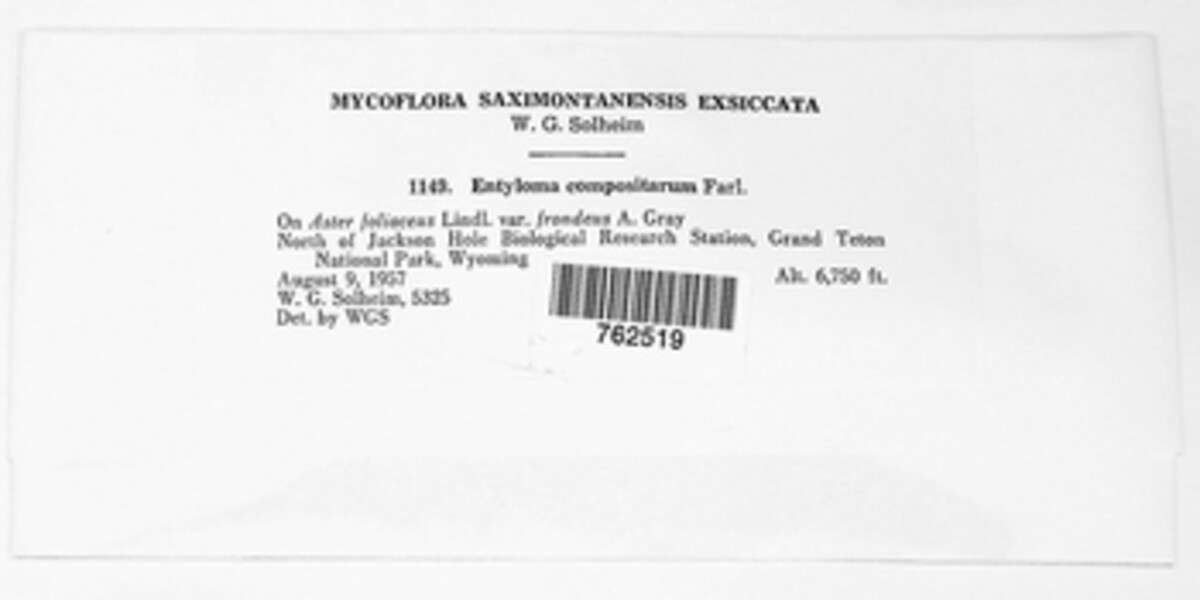 MYCOFLORA SAXIMONTANENSIS EXSICCATA
W. G. Solheim
1149. Entyloma compositarum Farl.
On Aster foliaceus Lindl. var. frondeus A. Gray
North of Jackson Hole Biological Research Station, Grand Teton
National Park, Wyoming
Alt. 6,750 ft.
August 9, 1957
W. G. Solheim, 5325
Det. by WGS
762519